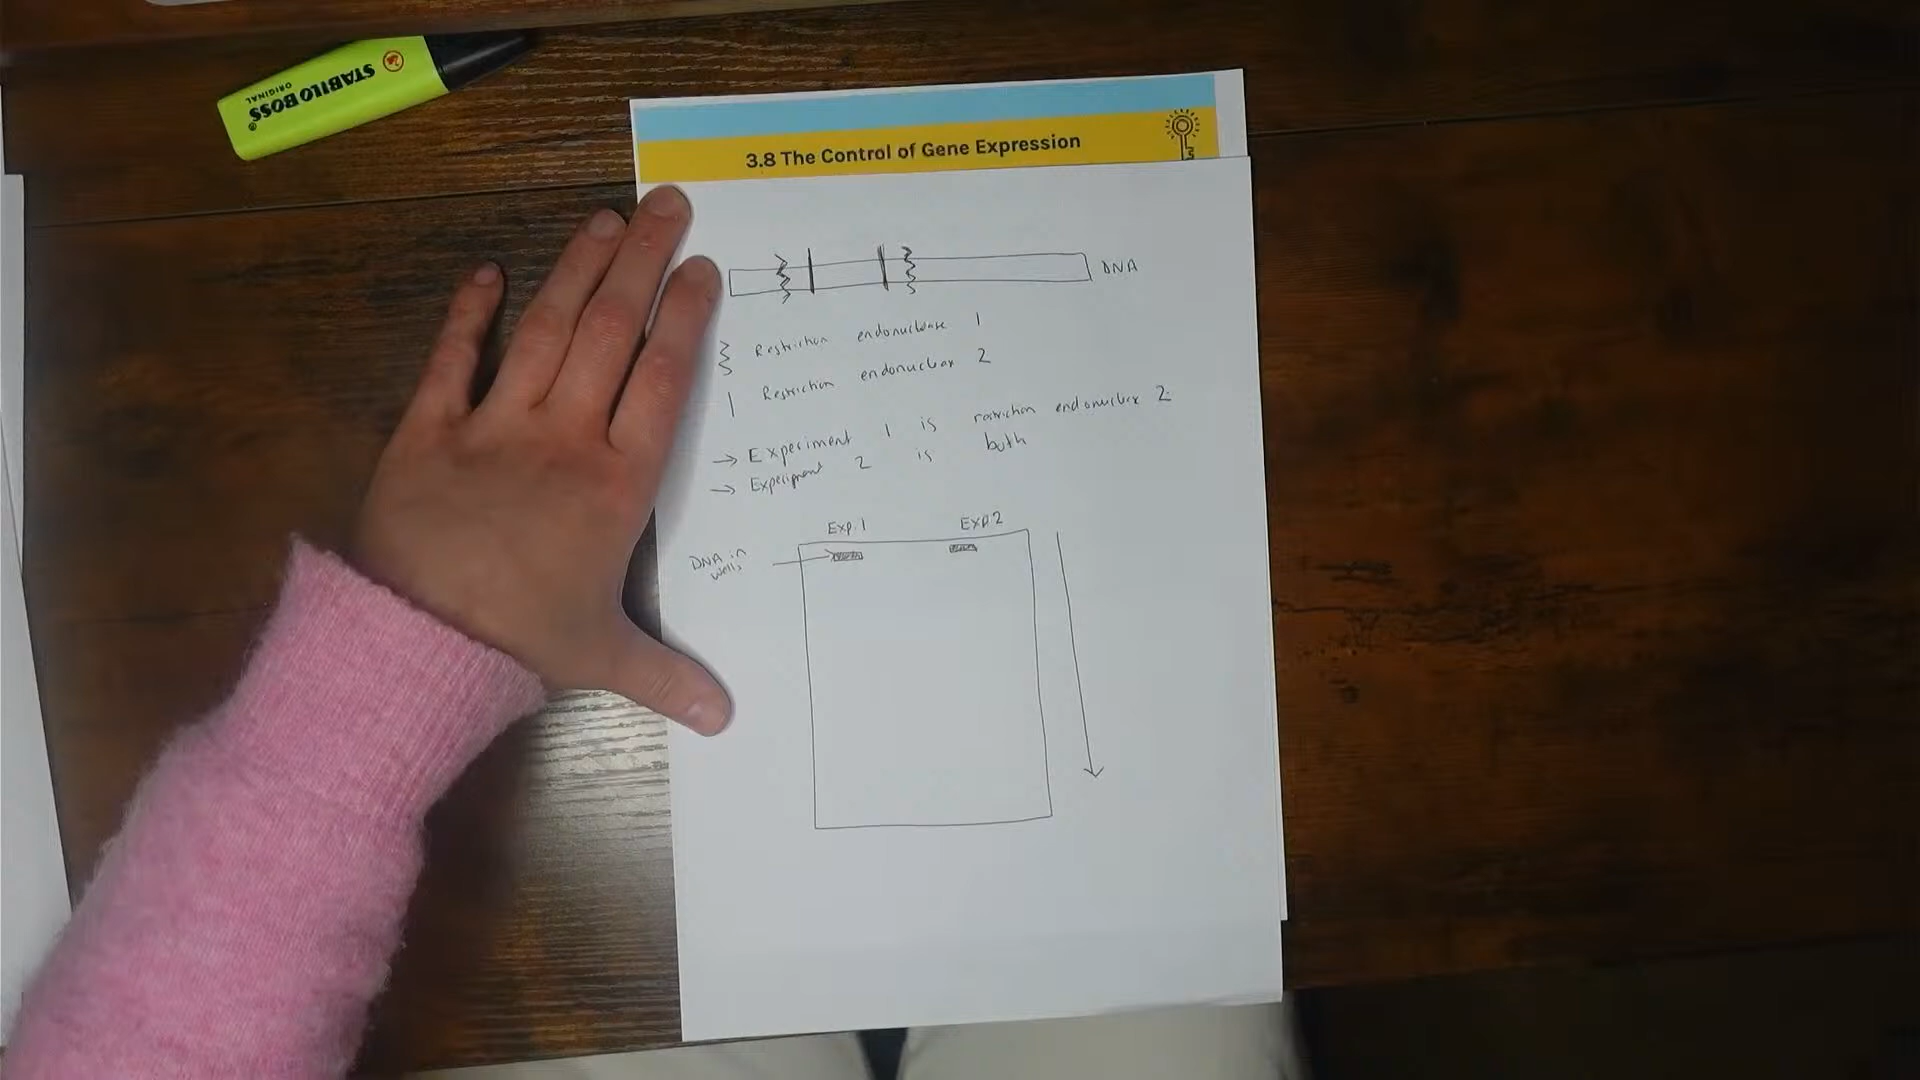 STABILO BOSS
ORIGINAL
3.8 The Control of Gene Expression
DNA
Restriction endonuclease 1
Restriction endonuclease 2
→ Experiment 1 is restriction endonuclease 2
→ Experiment 2 is both
Exp. 1
Exp. 2
DNA in
wells